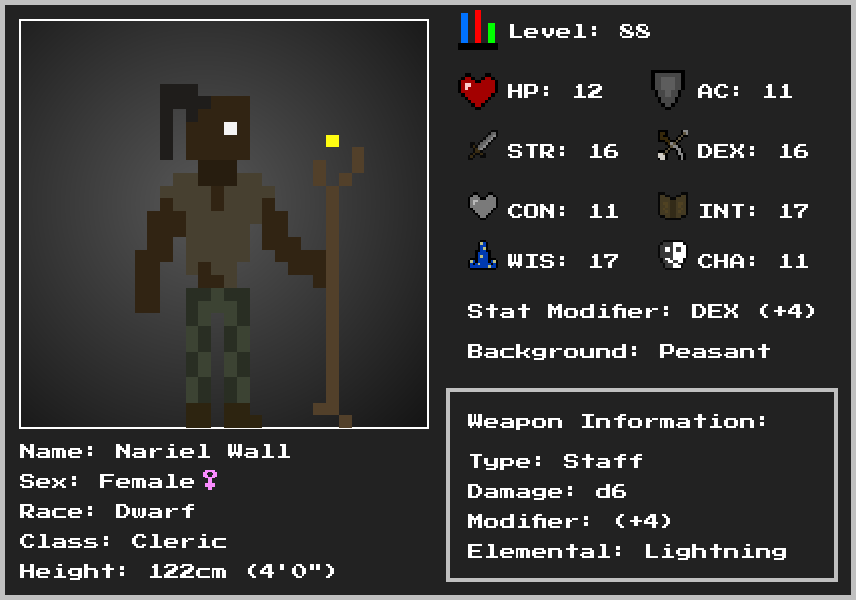 Level: 88
HP: 12
AC: 11
STR: 16
DEX: 16
CON: 11
INT: 17
WIS: 17
CHA: 11
Stat Modifier: DEX (+4)
Background: Peasant
Weapon Information:
Type: Staff
Damage: d6
Modifier: (+4)
Elemental: Lightning
Name: Nariel Wall
Sex: Female♀
Race: Dwarf
Class: Cleric
Height: 122cm (4'0")